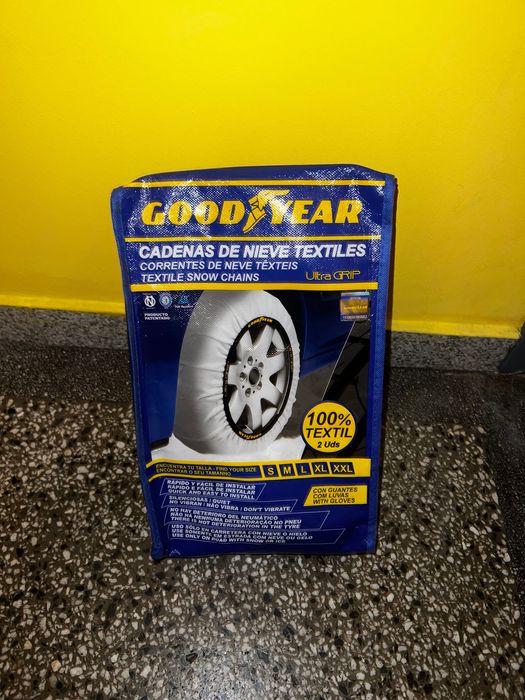 GOOD YEAR
CADENAS DE NIEVE TEXTILES
CORRENTES DE NEVE TÊXTEIS
TEXTILE SNOW CHAINS
Ultra GRIP
N
PRODUCTO
PATENTADO
GOODYEAR
100%
TEXTIL
2 Uds
ENCUENTRA TU TALLA - FIND YOUR SIZE
ENCONTRAR O SEU TAMANHO
S M L XL XXL
RÁPIDO Y FÁCIL DE INSTALAR
RAPIDO E FÁCIL DE INSTALAR
QUICK AND EASY TO INSTALL
CON GUANTES
COM LUVAS
WITH GLOVES
SILENCIOSAS / QUIET
NO VIBRAN / NÃO VIBRA / DON'T VIBRATE
NO HAY DETERIORO DEL NEUMÁTICO
NÃO HÁ NENHUMA DETERIORAÇÃO NO PNEU
THERE IS NOT DETERIORATION IN THE TYRE
USO SÓLO EN CARRETERA CON NIEVE O HIELO
USE SOMENTE EM ESTRADA COM NEVE OU GELO
USE ONLY ON ROAD WITH SNOW OR ICE